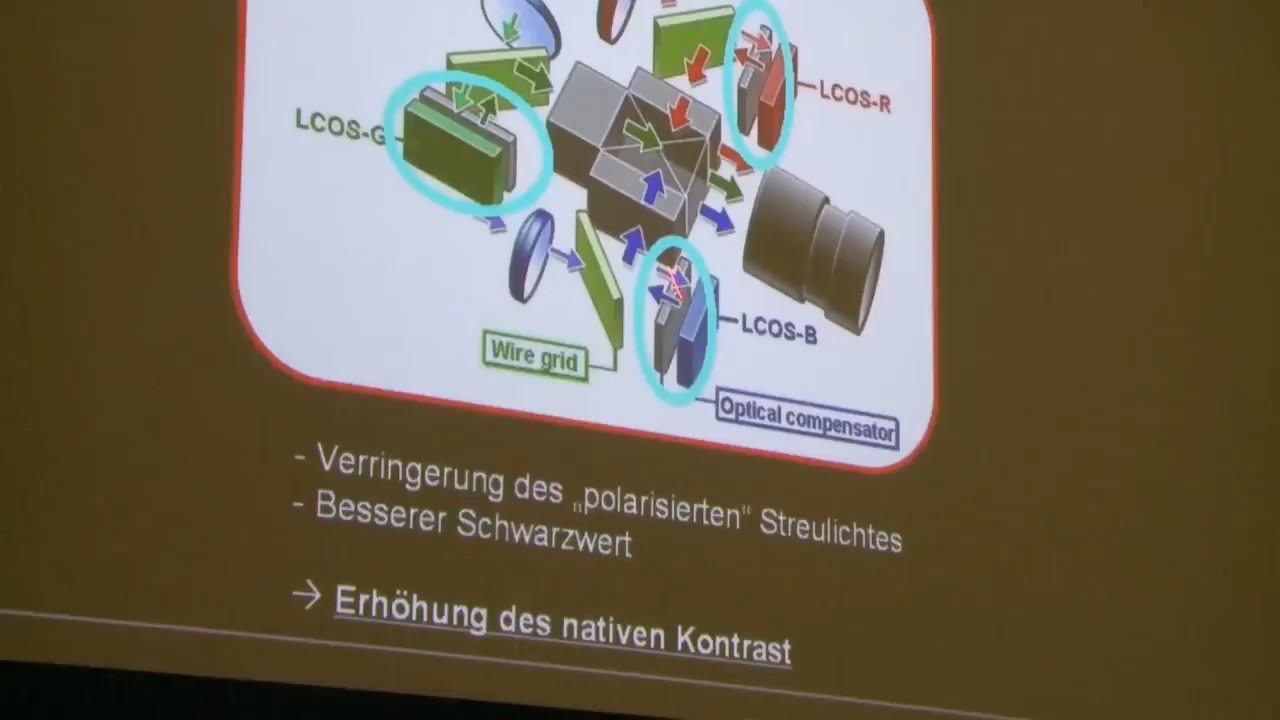 LCOS-R
LCOS-G
LCOS-B
Wire grid
Optical compensator
- Verringerung des „polarisierten“ Streulichtes
- Besserer Schwarzwert
→ Erhöhung des nativen Kontrast